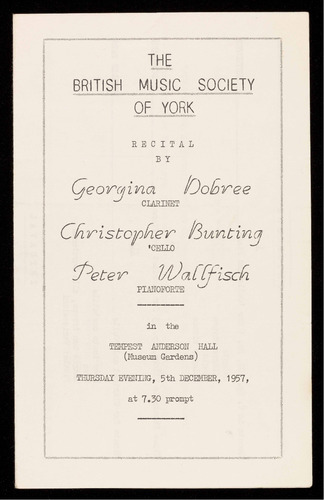 THE
BRITISH MUSIC SOCIETY
OF YORK
RECITAL
BY
Georgina Dobree
CLARINET
Christopher Bunting
'CELLO
Peter Wallfisch
PIANOFORTE
in the
TEMPEST ANDERSON HALL
(Museum Gardens)
THURSDAY EVENING, 5th DECEMBER, 1957,
at 7.30 prompt